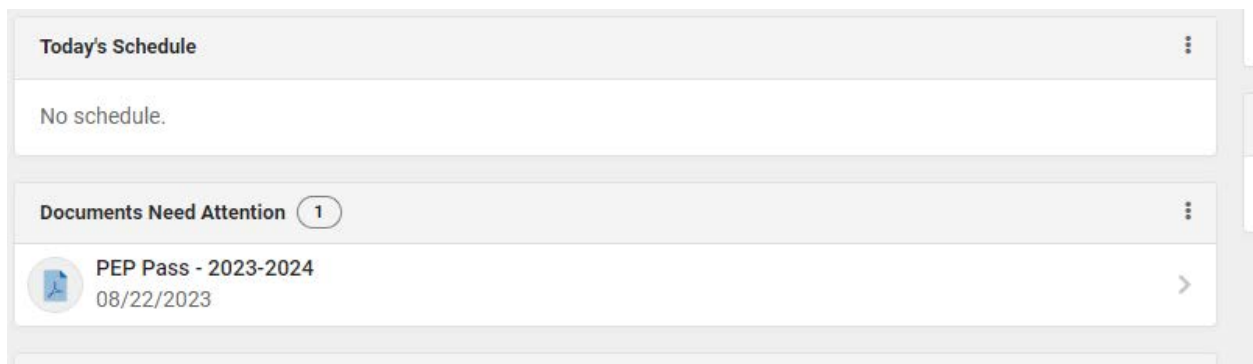 Today's Schedule
No schedule.
Documents Need Attention 1
PEP Pass - 2023-2024
08/22/2023